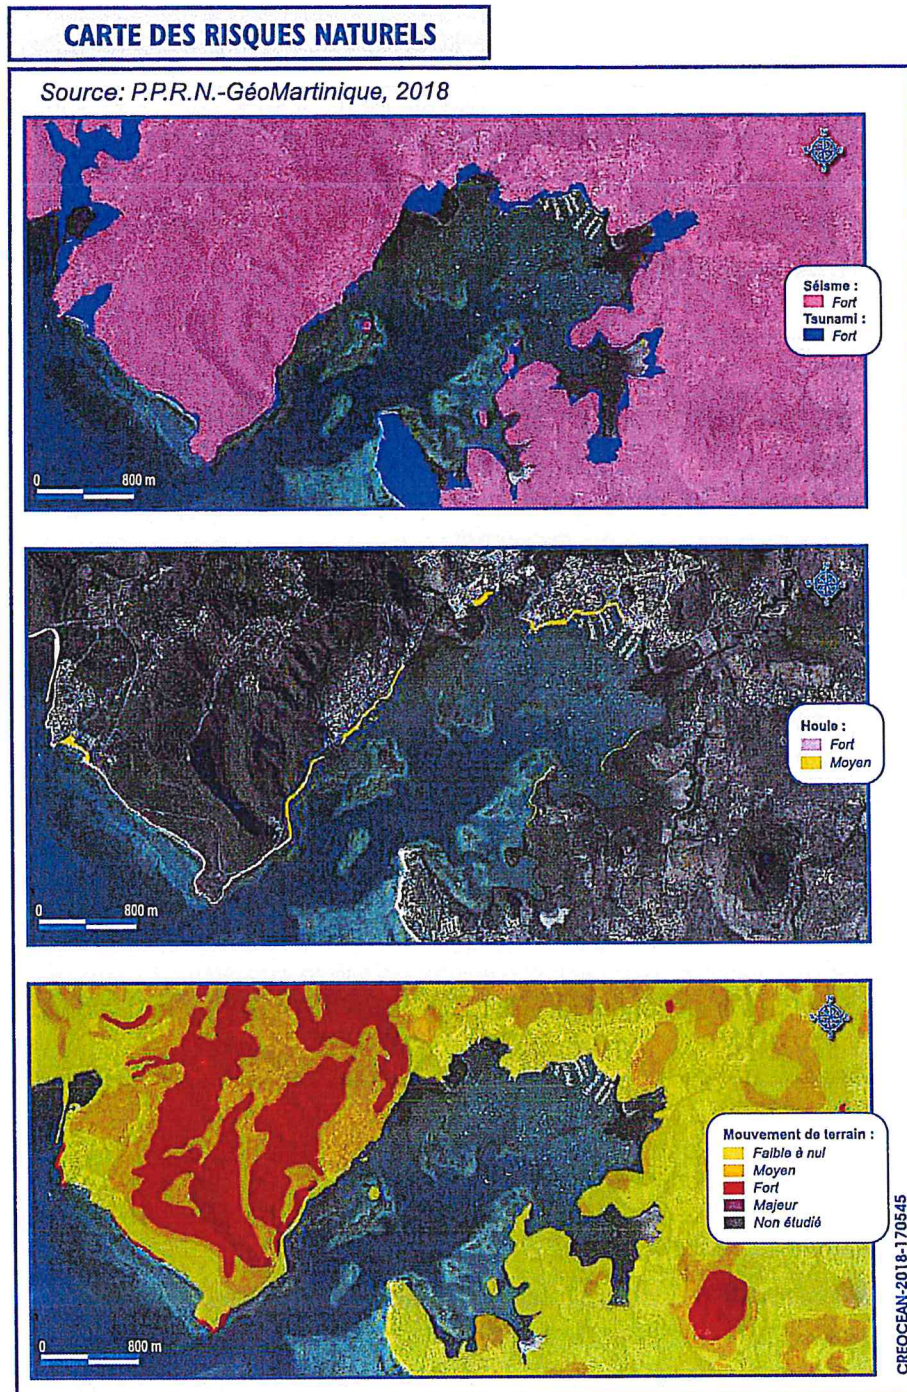 CARTE DES RISQUES NATURELS
Source: P.P.R.N.-GéoMartinique, 2018
Séisme :
Fort
Tsunami :
Fort
0 800 m
Houle :
Fort
Moyen
0 800 m
Mouvement de terrain :
Faible à nul
Moyen
Fort
Majeur
Non étudié
0 800 m
CREOCEAN-2018-170545